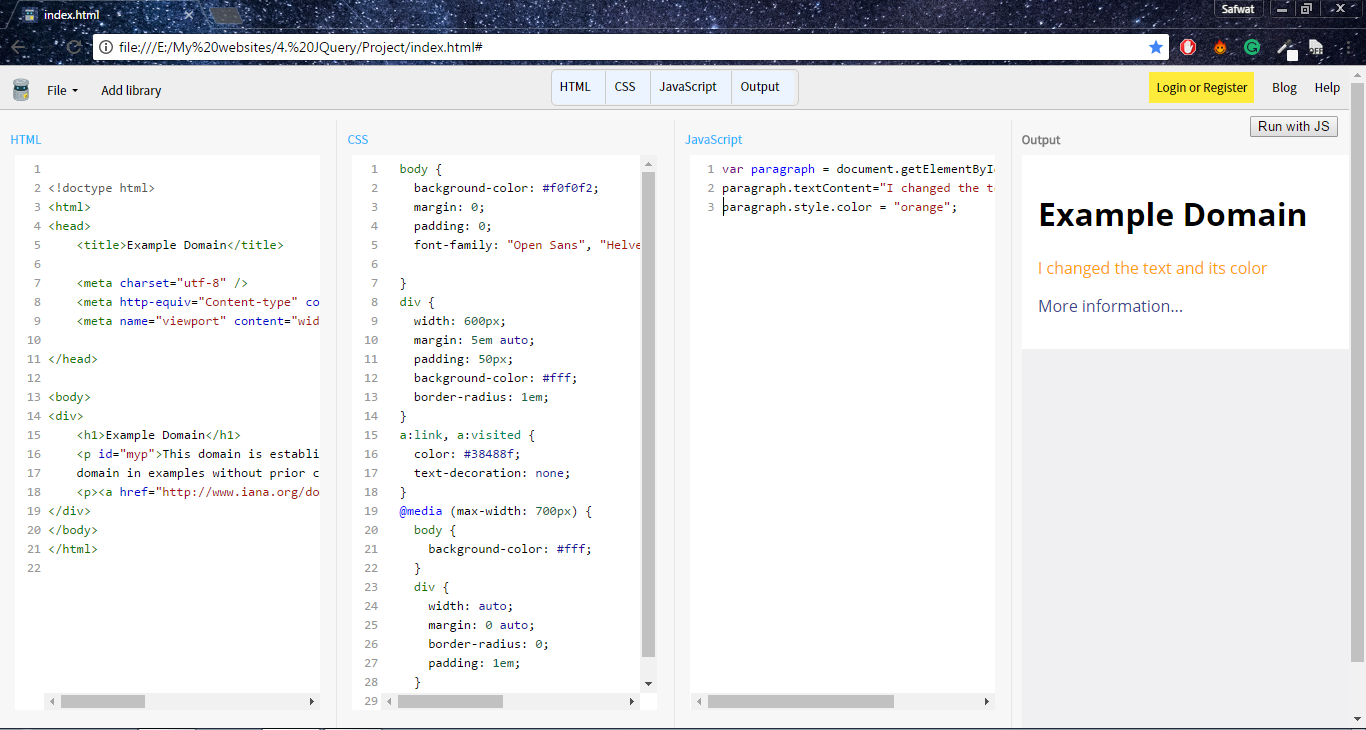 index.html
Safwat
file:///E:/My%20websites/4.%20JQuery/Project/index.html#
File
Add library
HTML
CSS
JavaScript
Output
Login or Register
Blog
Help
Run with JS
HTML
1
2 <!doctype html>
3 <html>
4 <head>
5 <title>Example Domain</title>
6
7 <meta charset="utf-8" />
8 <meta http-equiv="Content-type" co
9 <meta name="viewport" content="wid
10
11 </head>
12
13 <body>
14 <div>
15 <h1>Example Domain</h1>
16 <p id="myp">This domain is establi
17 domain in examples without prior c
18 <p><a href="http://www.iana.org/do
19 </div>
20 </body>
21 </html>
22
CSS
1 body {
2 background-color: #f0f0f2;
3 margin: 0;
4 padding: 0;
5 font-family: "Open Sans", "Helve
6
7 }
8 div {
9 width: 600px;
10 margin: 5em auto;
11 padding: 50px;
12 background-color: #fff;
13 border-radius: 1em;
14 }
15 a:link, a:visited {
16 color: #38488f;
17 text-decoration: none;
18 }
19 @media (max-width: 700px) {
20 body {
21 background-color: #fff;
22 }
23 div {
24 width: auto;
25 margin: 0 auto;
26 border-radius: 0;
27 padding: 1em;
28 }
29
JavaScript
1 var paragraph = document.getElementById
2 paragraph.textContent="I changed the te
3 paragraph.style.color = "orange";
Output
Example Domain
I changed the text and its color
More information...